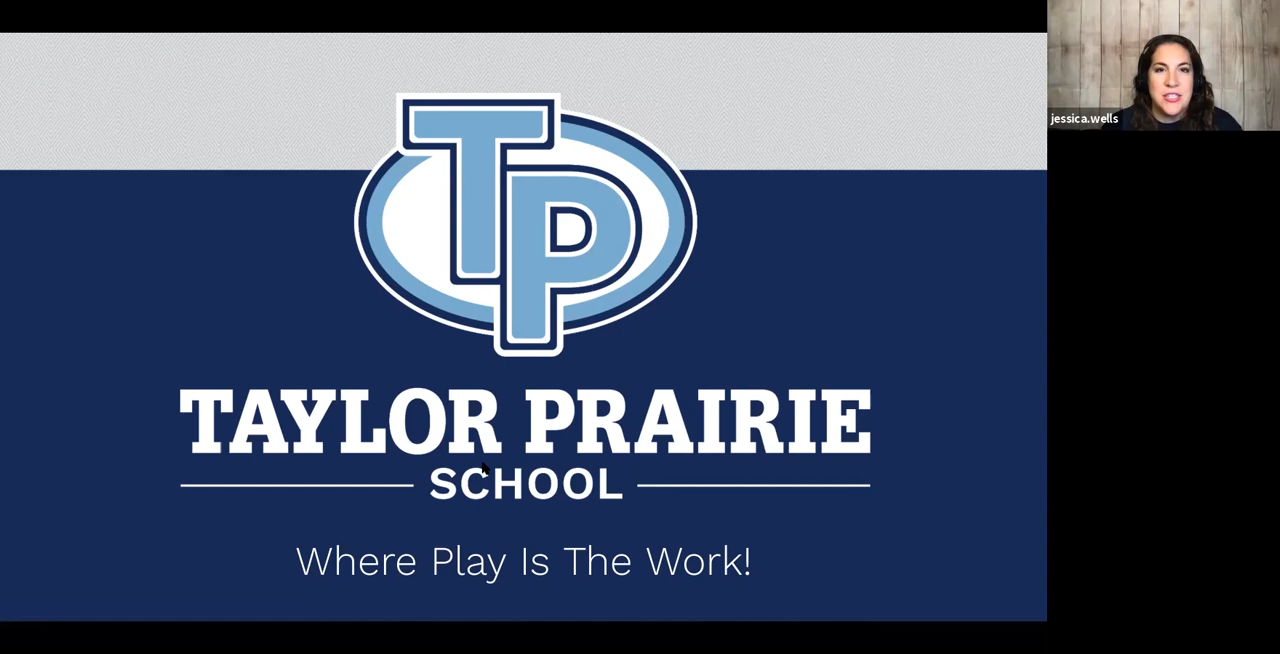 TP
TAYLOR PRAIRIE
SCHOOL
Where Play Is The Work!
jessica.wells